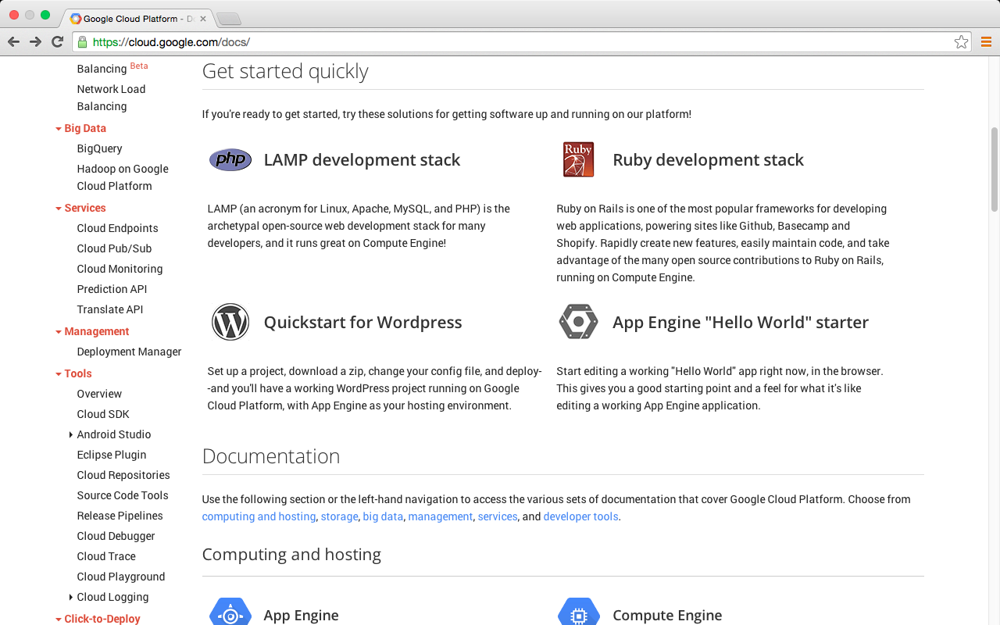 Google Cloud Platform - Do
https://cloud.google.com/docs/
Balancing Beta
Network Load
Balancing
Big Data
BigQuery
Hadoop on Google
Cloud Platform
Services
Cloud Endpoints
Cloud Pub/Sub
Cloud Monitoring
Prediction API
Translate API
Management
Deployment Manager
Tools
Overview
Cloud SDK
Android Studio
Eclipse Plugin
Cloud Repositories
Source Code Tools
Release Pipelines
Cloud Debugger
Cloud Trace
Cloud Playground
Cloud Logging
Click-to-Deploy
Get started quickly
If you're ready to get started, try these solutions for getting software up and running on our platform!
php
LAMP development stack
LAMP (an acronym for Linux, Apache, MySQL, and PHP) is the
archetypal open-source web development stack for many
developers, and it runs great on Compute Engine!
Ruby
Ruby development stack
Ruby on Rails is one of the most popular frameworks for developing
web applications, powering sites like Github, Basecamp and
Shopify. Rapidly create new features, easily maintain code, and take
advantage of the many open source contributions to Ruby on Rails,
running on Compute Engine.
W
Quickstart for Wordpress
Set up a project, download a zip, change your config file, and deploy-
-and you'll have a working WordPress project running on Google
Cloud Platform, with App Engine as your hosting environment.
App Engine "Hello World" starter
Start editing a working "Hello World" app right now, in the browser.
This gives you a good starting point and a feel for what it's like
editing a working App Engine application.
Documentation
Use the following section or the left-hand navigation to access the various sets of documentation that cover Google Cloud Platform. Choose from
computing and hosting, storage, big data, management, services, and developer tools.
Computing and hosting
App Engine
Compute Engine